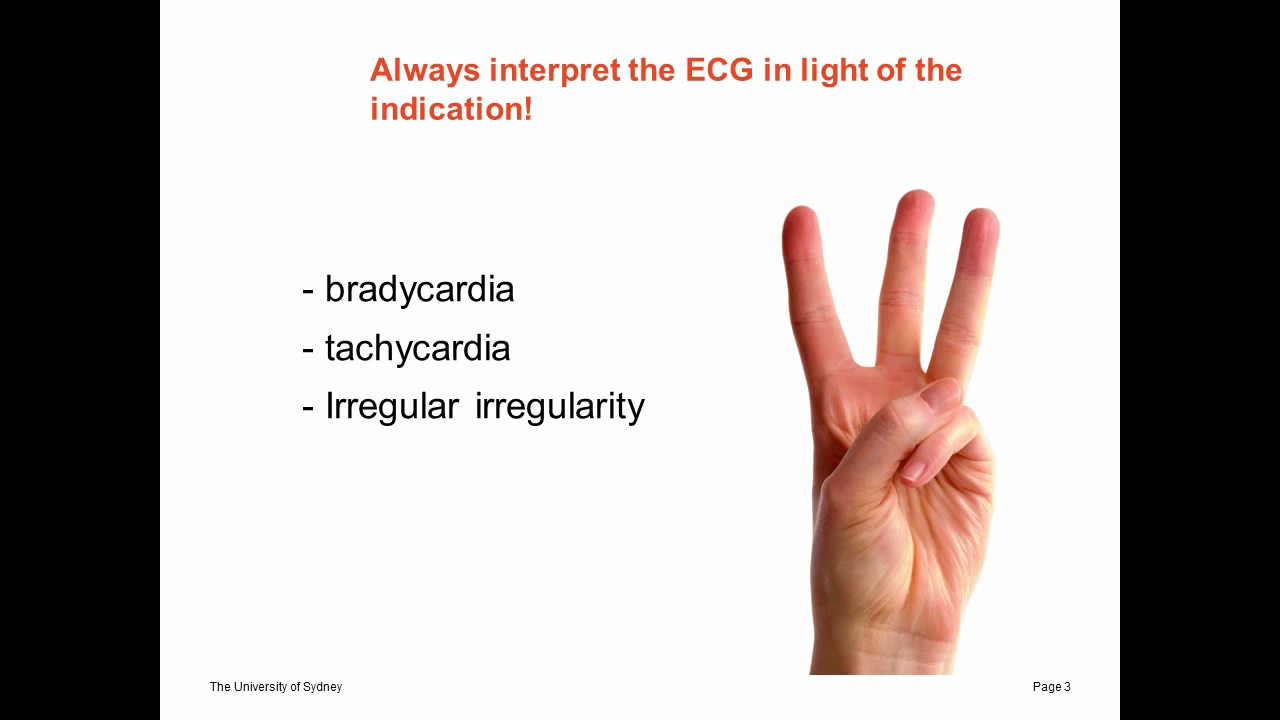 Always interpret the ECG in light of the
indication!
- bradycardia
- tachycardia
- Irregular irregularity
The University of Sydney
Page 3